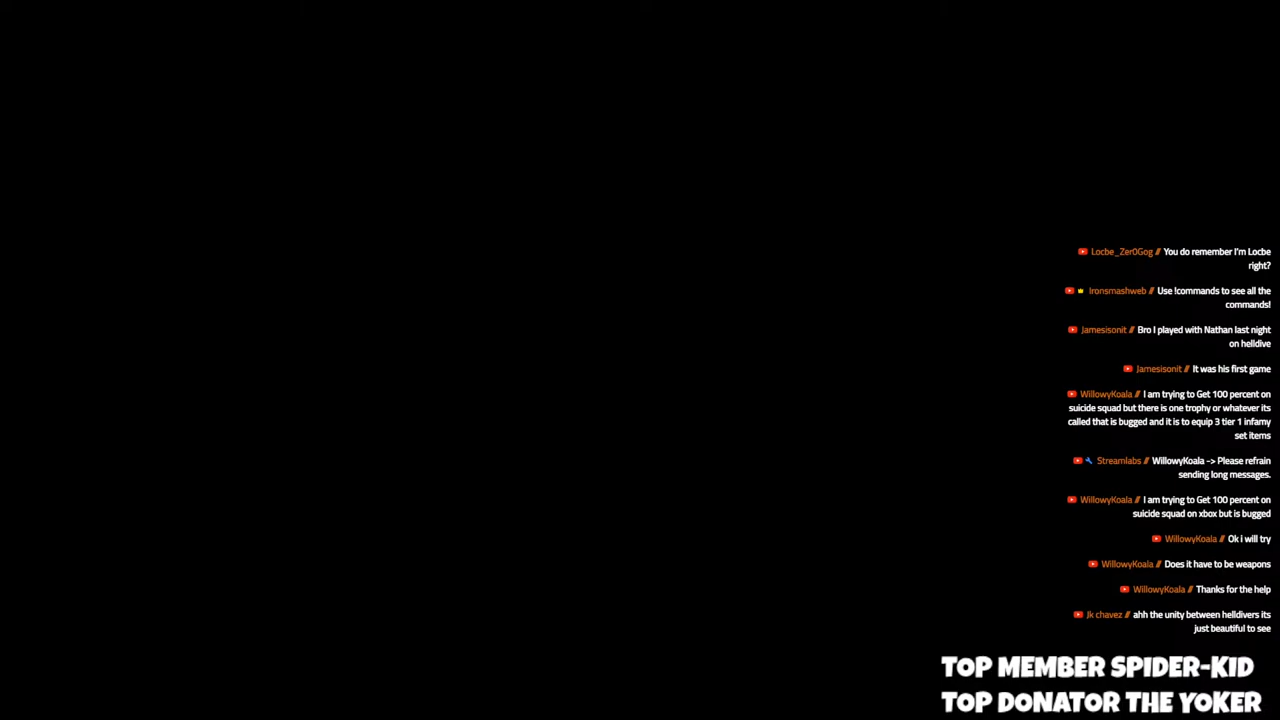 Locbe_Zer0Gog // You do remember I'm Locbe
right?
Ironsmashweb // Use !commands to see all the
commands!
Jamesisonit // Bro I played with Nathan last night
on helldive
Jamesisonit // It was his first game
WillowyKoala // I am trying to Get 100 percent on
suicide squad but there is one trophy or whatever its
called that is bugged and it is to equip 3 tier 1 infamy
set items
Streamlabs // WillowyKoala -> Please refrain
sending long messages.
WillowyKoala // I am trying to Get 100 percent on
suicide squad on xbox but is bugged
WillowyKoala // Ok i will try
WillowyKoala // Does it have to be weapons
WillowyKoala // Thanks for the help
Jk chavez // ahh the unity between helldivers its
just beautiful to see
TOP MEMBER SPIDER-KID
TOP DONATOR THE YOKER